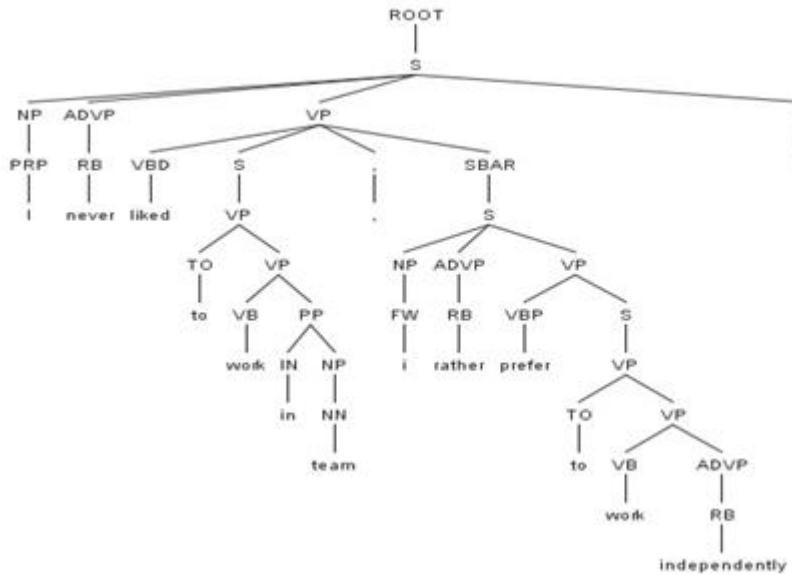 ROOT
S
NP ADVP VP
PRP RB VBD S , SBAR
I never liked VP , S
TO VP NP ADVP VP
to VB PP FW RB VBP S
work IN NP i rather prefer VP
in NN TO VP
team to VB ADVP
work RB
independently